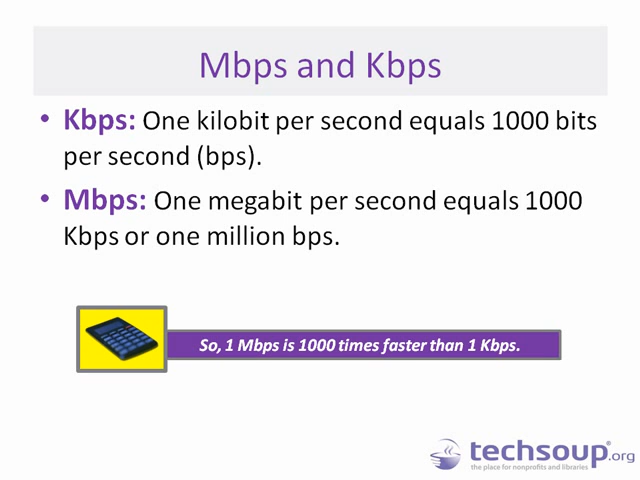 Mbps and Kbps
• Kbps: One kilobit per second equals 1000 bits
per second (bps).
• Mbps: One megabit per second equals 1000
Kbps or one million bps.
So, 1 Mbps is 1000 times faster than 1 Kbps.
techsoup®.org
the place for nonprofits and libraries